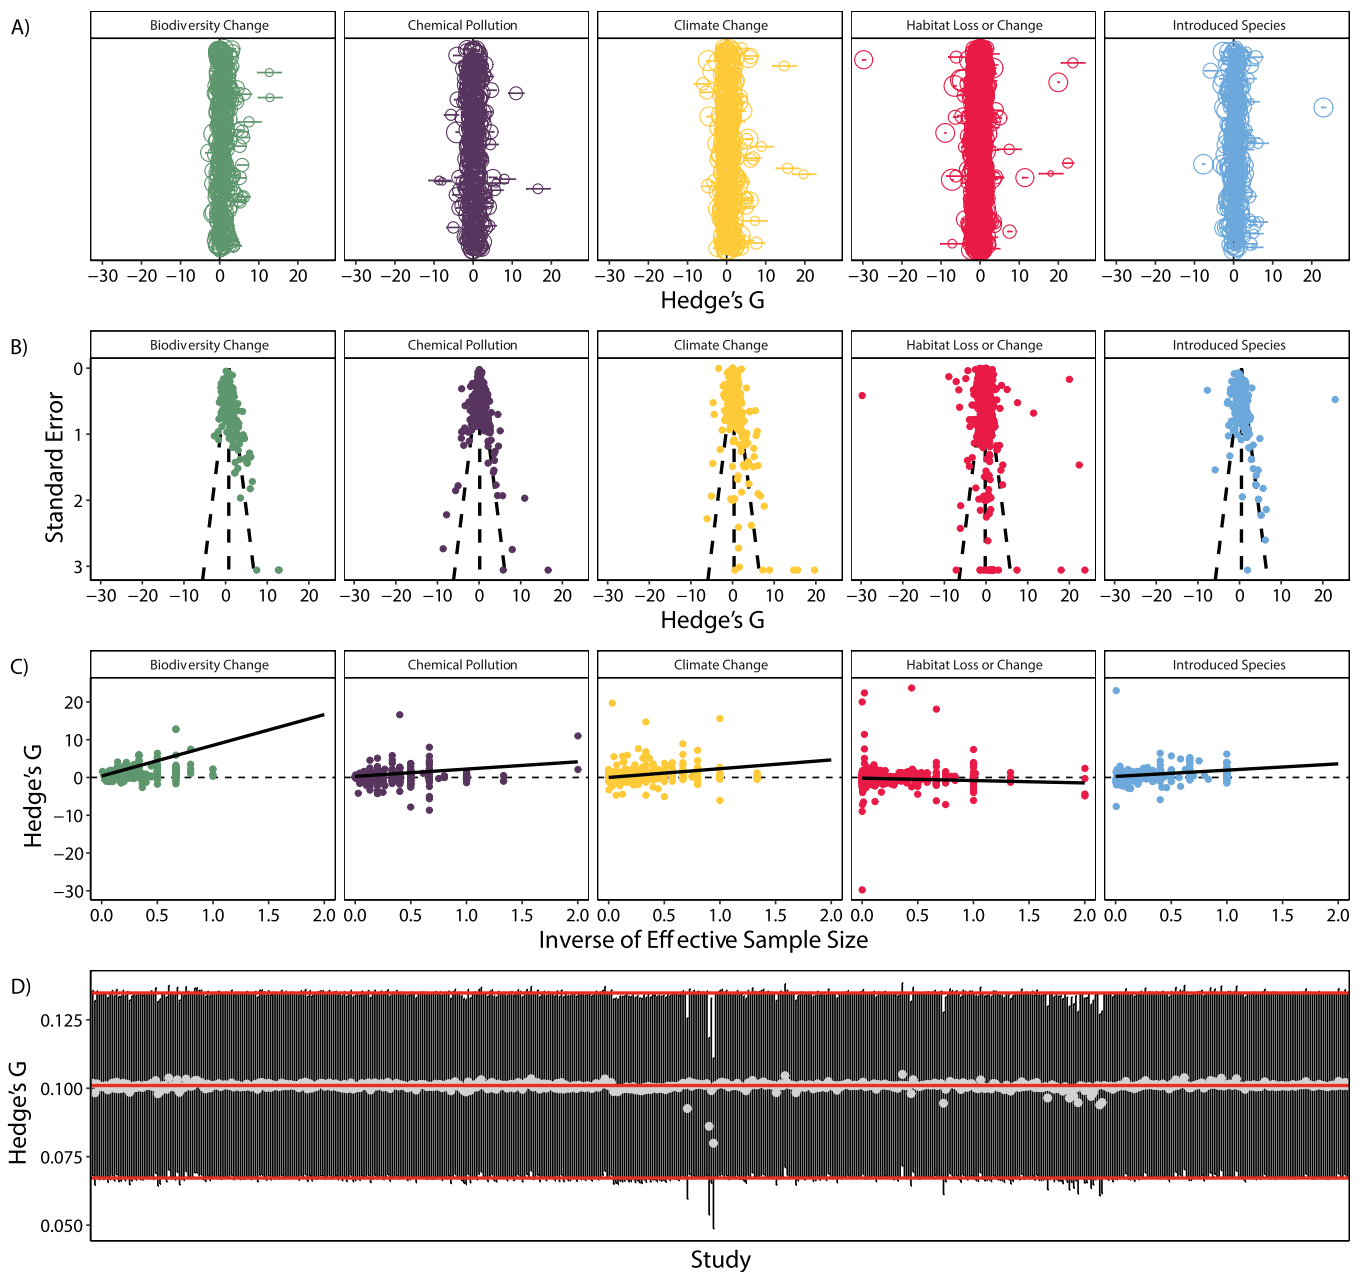 A)
Biodiversity Change Chemical Pollution Climate Change Habitat Loss or Change Introduced Species
−30 −20 −10 0 10 20 −30 −20 −10 0 10 20 −30 −20 −10 0 10 20 −30 −20 −10 0 10 20 −30 −20 −10 0 10 20
Hedge's G
B)
Biodiversity Change Chemical Pollution Climate Change Habitat Loss or Change Introduced Species
Standard Error
0
1
2
3
−30 −20 −10 0 10 20 −30 −20 −10 0 10 20 −30 −20 −10 0 10 20 −30 −20 −10 0 10 20 −30 −20 −10 0 10 20
Hedge's G
C)
Biodiversity Change Chemical Pollution Climate Change Habitat Loss or Change Introduced Species
Hedge's G
20
10
0
−10
−20
−30
0.0 0.5 1.0 1.5 2.0 0.0 0.5 1.0 1.5 2.0 0.0 0.5 1.0 1.5 2.0 0.0 0.5 1.0 1.5 2.0 0.0 0.5 1.0 1.5 2.0
Inverse of Effective Sample Size
D)
Hedge's G
0.125
0.100
0.075
0.050
Study